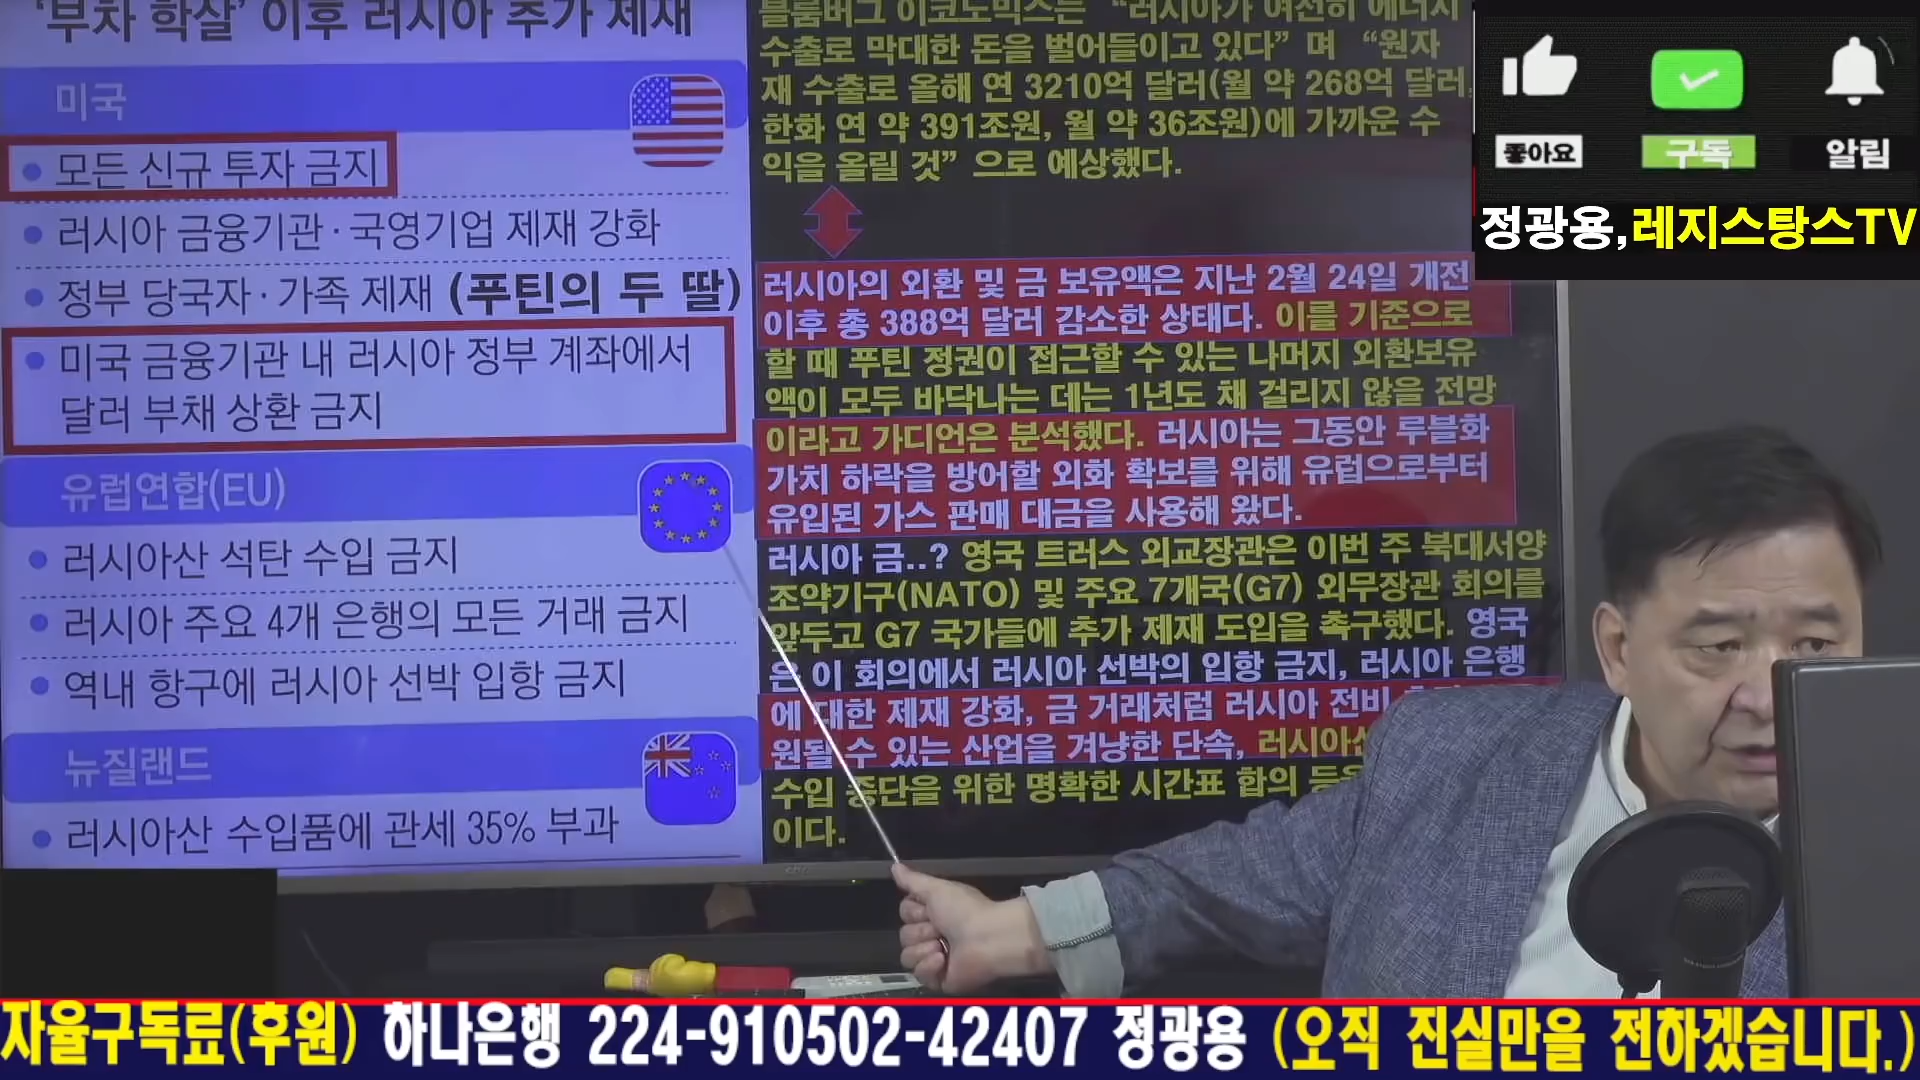 '부차 학살' 이후 러시아 추가 제재
미국
• 모든 신규 투자 금지
• 러시아 금융기관·국영기업 제재 강화
• 정부 당국자·가족 제재 (푸틴의 두 딸)
• 미국 금융기관 내 러시아 정부 계좌에서
달러 부채 상환 금지
유럽연합(EU)
• 러시아산 석탄 수입 금지
• 러시아 주요 4개 은행의 모든 거래 금지
• 역내 항구에 러시아 선박 입항 금지
뉴질랜드
• 러시아산 수입품에 관세 35% 부과
블룸버그 이코노믹스는 “러시아가 여전히 에너지
수출로 막대한 돈을 벌어들이고 있다” 며 “원자
재 수출로 올해 연 3210억 달러(월 약 268억 달러,
한화 연 약 391조원, 월 약 36조원)에 가까운 수
익을 올릴 것” 으로 예상했다.
러시아의 외환 및 금 보유액은 지난 2월 24일 개전
이후 총 388억 달러 감소한 상태다. 이를 기준으로
할 때 푸틴 정권이 접근할 수 있는 나머지 외환보유
액이 모두 바닥나는 데는 1년도 채 걸리지 않을 전망
이라고 가디언은 분석했다. 러시아는 그동안 루블화
가치 하락을 방어할 외화 확보를 위해 유럽으로부터
유입된 가스 판매 대금을 사용해 왔다.
러시아 금..? 영국 트러스 외교장관은 이번 주 북대서양
조약기구(NATO) 및 주요 7개국(G7) 외무장관 회의를
앞두고 G7 국가들에 추가 제재 도입을 촉구했다. 영국
은 이 회의에서 러시아 선박의 입항 금지, 러시아 은행
에 대한 제재 강화, 금 거래처럼 러시아 전비
원될 수 있는 산업을 겨냥한 단속, 러시아산
수입 중단을 위한 명확한 시간표 합의 등
이다.
좋아요 구독 알림
정광용,레지스탕스TV
자율구독료(후원) 하나은행 224-910502-42407 정광용 (오직 진실만을 전하겠습니다.)